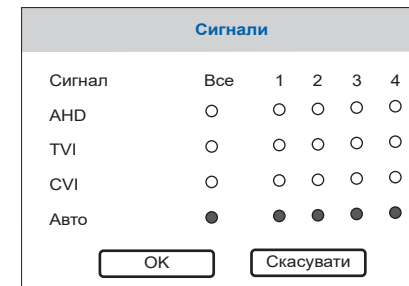 Сигнали
Сигнал Все 1 2 3 4
AHD
TVI
CVI
Авто
OK Скасувати